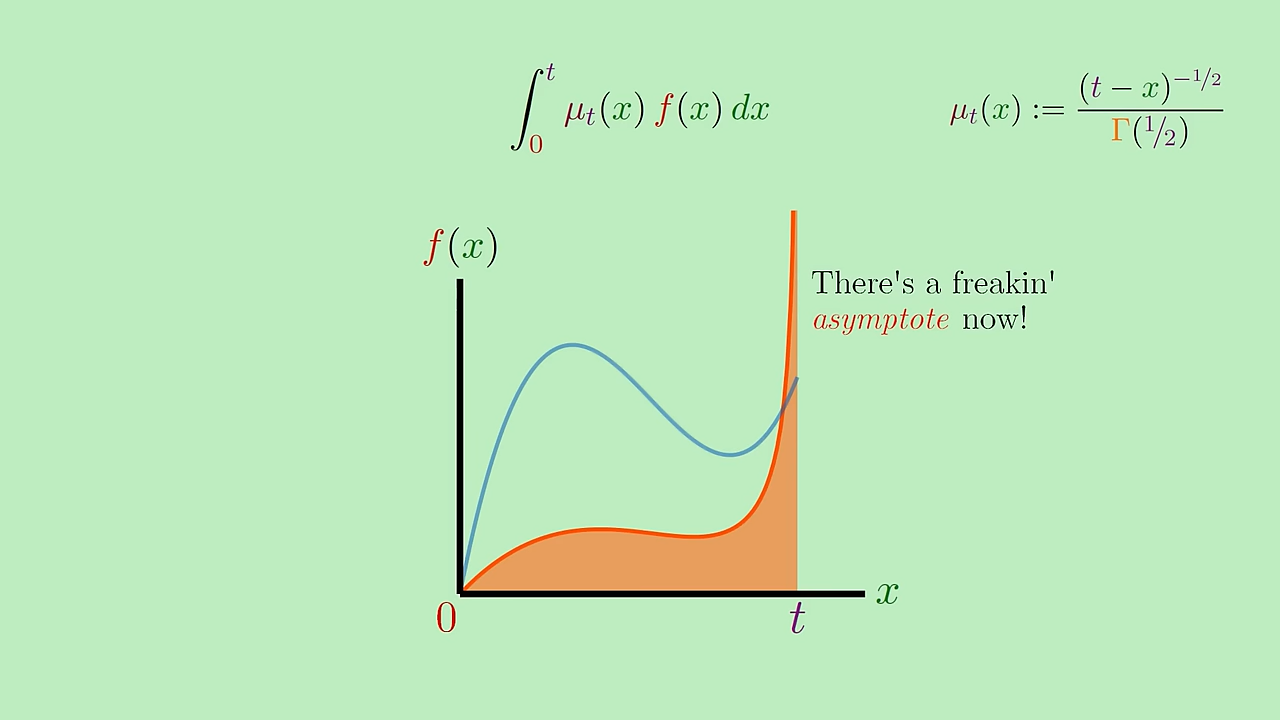 ∫₀ᵗ μₜ(x) f(x) dx
μₜ(x) := (t − x)^{−1/2} / Γ(1/2)
f(x)
There's a freakin'
asymptote now!
x
0
t